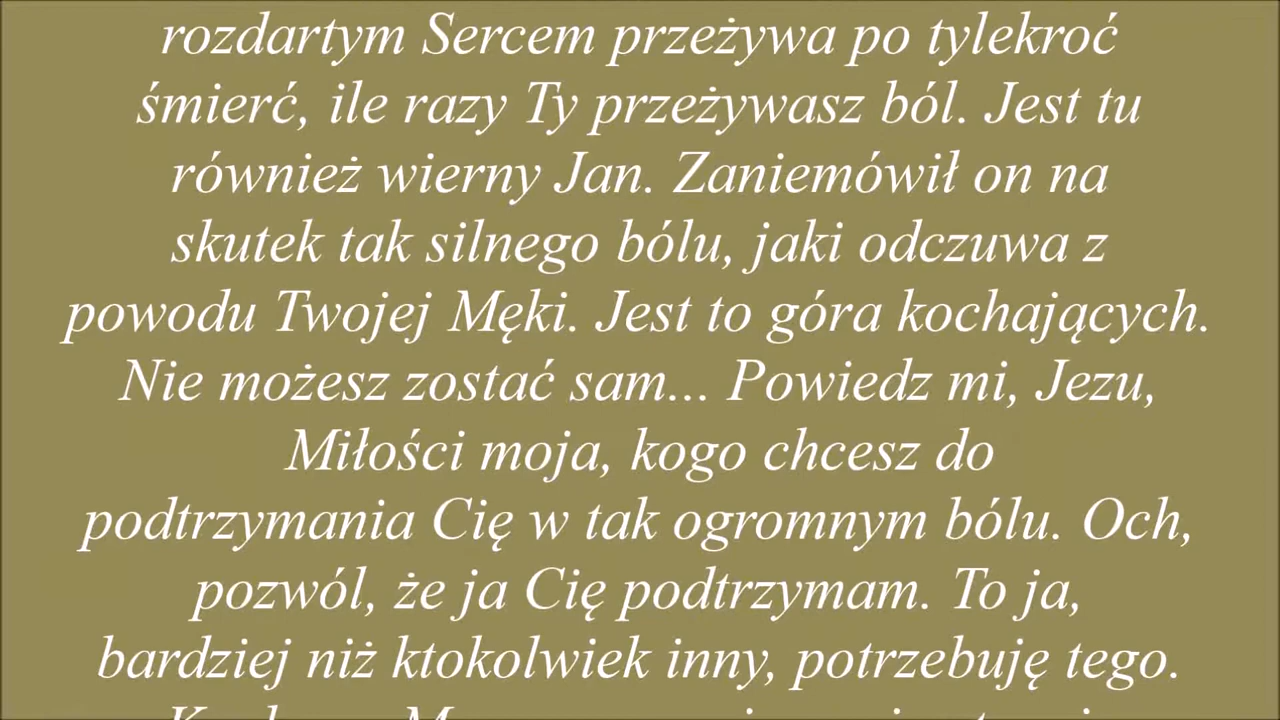 rozdartym Sercem przeżywa po tylekroć
śmierć, ile razy Ty przeżywasz ból. Jest tu
również wierny Jan. Zaniemówił on na
skutek tak silnego bólu, jaki odczuwa z
powodu Twojej Męki. Jest to góra kochających.
Nie możesz zostać sam... Powiedz mi, Jezu,
Miłości moja, kogo chcesz do
podtrzymania Cię w tak ogromnym bólu. Och,
pozwól, że ja Cię podtrzymam. To ja,
bardziej niż ktokolwiek inny, potrzebuję tego.